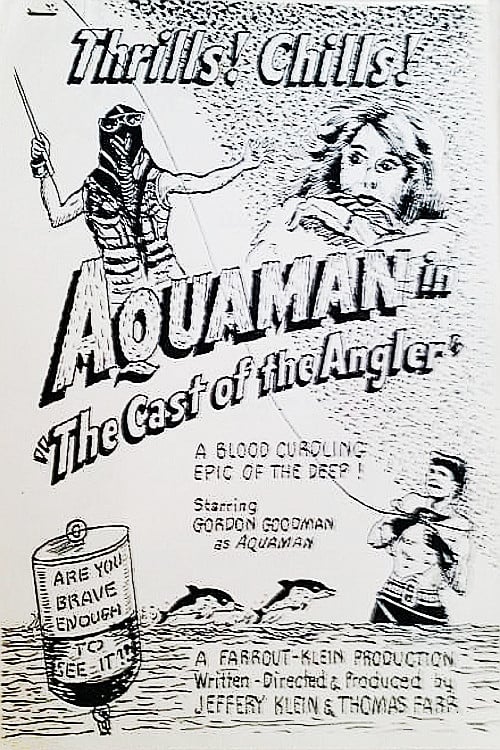 Thrills! Chills!
AQUAMAN in
"The Cast of the Angler"
A BLOOD CURDLING
EPIC OF THE DEEP!
Starring
GORDON GOODMAN
as AQUAMAN
ARE YOU
BRAVE
ENOUGH
TO
SEE-IT?!
A FARROUT-KLEIN PRODUCTION
Written-Directed & Produced by
JEFFERY KLEIN & THOMAS FARR